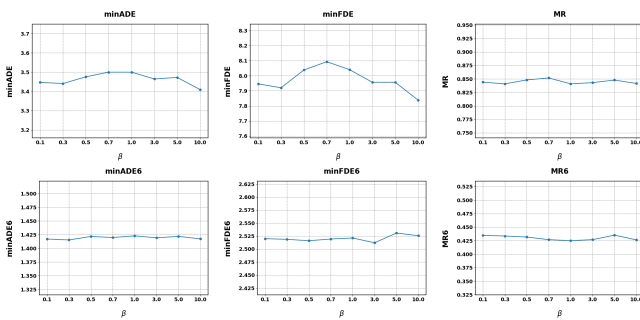 minADE
minADE
3.7
3.6
3.5
3.4
3.3
3.2
0.1 0.3 0.5 0.7 1.0 3.0 5.0 10.0
β
minFDE
minFDE
8.3
8.2
8.1
8.0
7.9
7.8
7.7
7.6
0.1 0.3 0.5 0.7 1.0 3.0 5.0 10.0
β
MR
MR
0.950
0.925
0.900
0.875
0.850
0.825
0.800
0.775
0.750
0.1 0.3 0.5 0.7 1.0 3.0 5.0 10.0
β
minADE6
minADE6
1.500
1.475
1.450
1.425
1.400
1.375
1.350
1.325
0.1 0.3 0.5 0.7 1.0 3.0 5.0 10.0
β
minFDE6
minFDE6
2.625
2.600
2.575
2.550
2.525
2.500
2.475
2.450
2.425
0.1 0.3 0.5 0.7 1.0 3.0 5.0 10.0
β
MR6
MR6
0.525
0.500
0.475
0.450
0.425
0.400
0.375
0.350
0.325
0.1 0.3 0.5 0.7 1.0 3.0 5.0 10.0
β